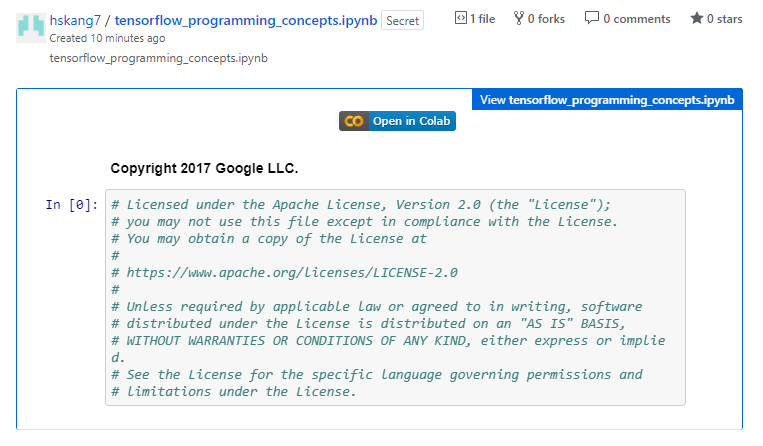 hskang7 / tensorflow_programming_concepts.ipynb Secret
1 file 0 forks 0 comments 0 stars
Created 10 minutes ago
tensorflow_programming_concepts.ipynb
View tensorflow_programming_concepts.ipynb
CO Open in Colab
Copyright 2017 Google LLC.
In [0]:
# Licensed under the Apache License, Version 2.0 (the "License");
# you may not use this file except in compliance with the License.
# You may obtain a copy of the License at
#
# https://www.apache.org/licenses/LICENSE-2.0
#
# Unless required by applicable law or agreed to in writing, software
# distributed under the License is distributed on an "AS IS" BASIS,
# WITHOUT WARRANTIES OR CONDITIONS OF ANY KIND, either express or implie
d.
# See the License for the specific language governing permissions and
# limitations under the License.